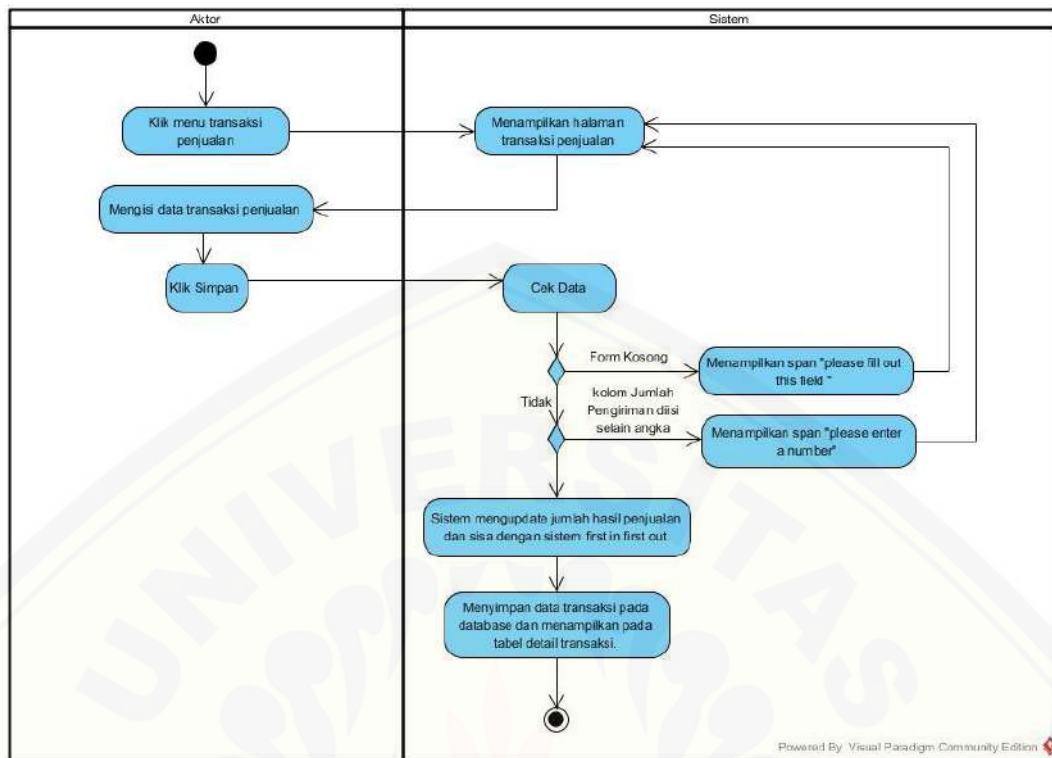 Aktor
Sistem
Klik menu transaksi
penjualan
Menampilkan halaman
transaksi penjualan
Mengisi data transaksi penjualan
Klik Simpan
Cek Data
Form Kosong
Menampilkan span "please fill out
this field "
Tidak
kolom Jumlah
Pengiriman diisi
selain angka
Menampilkan span "please enter
a number"
Sistem mengupdate jumlah hasil penjualan
dan sisa dengan sistem first in first out
Menyimpan data transaksi pada
database dan menampilkan pada
tabel detail transaksi.
UNIVERSITAS
Powered By Visual Paradigm Community Edition